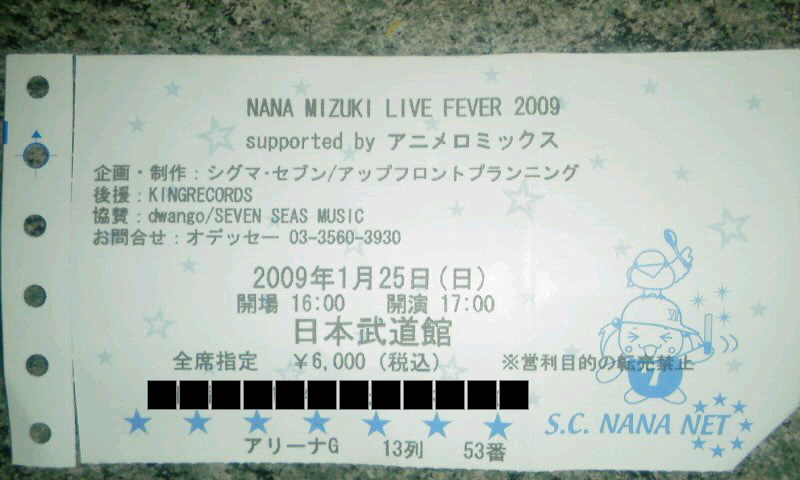 NANA MIZUKI LIVE FEVER 2009
supported by アニメロミックス
企画・制作：シグマ・セブン/アップフロントプランニング
後援：KINGRECORDS
協賛：dwango/SEVEN SEAS MUSIC
お問合せ：オデッセー 03-3560-3930
2009年1月25日(日)
開場 16:00 開演 17:00
日本武道館
全席指定 ￥6,000 (税込) ※営利目的の転売禁止
VII
7
S.C. NANA NET
アリーナG 13列 53番